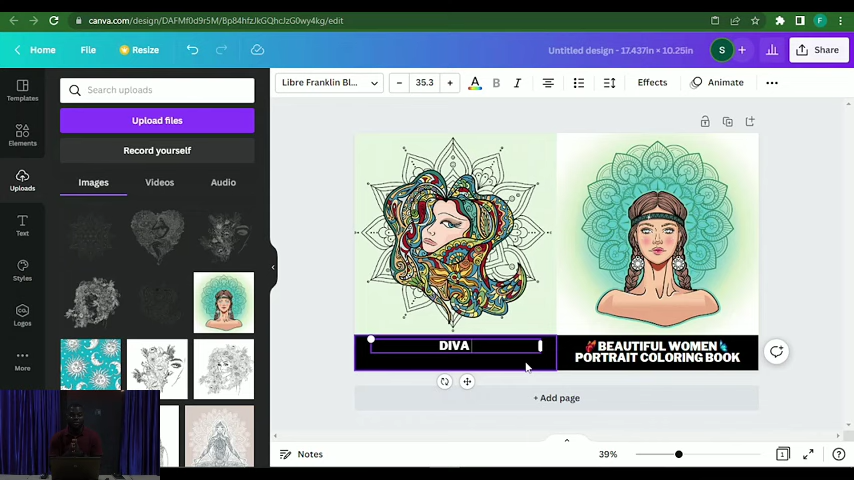 canva.com/design/DAFMf0d9r5M/Bp84hfzJkGQhcJzG0wy4kg/edit
F
Home
File
Resize
Untitled design - 17.437in × 10.25in
S
+
Share
Templates
Elements
Uploads
Text
Styles
Logos
More
Search uploads
Upload files
Record yourself
Images
Videos
Audio
Libre Franklin Bl...
– 35.3 +
A
B
I
Effects
Animate
DIVA
BEAUTIFUL WOMEN
PORTRAIT COLORING BOOK
+ Add page
Notes
39%
1
?